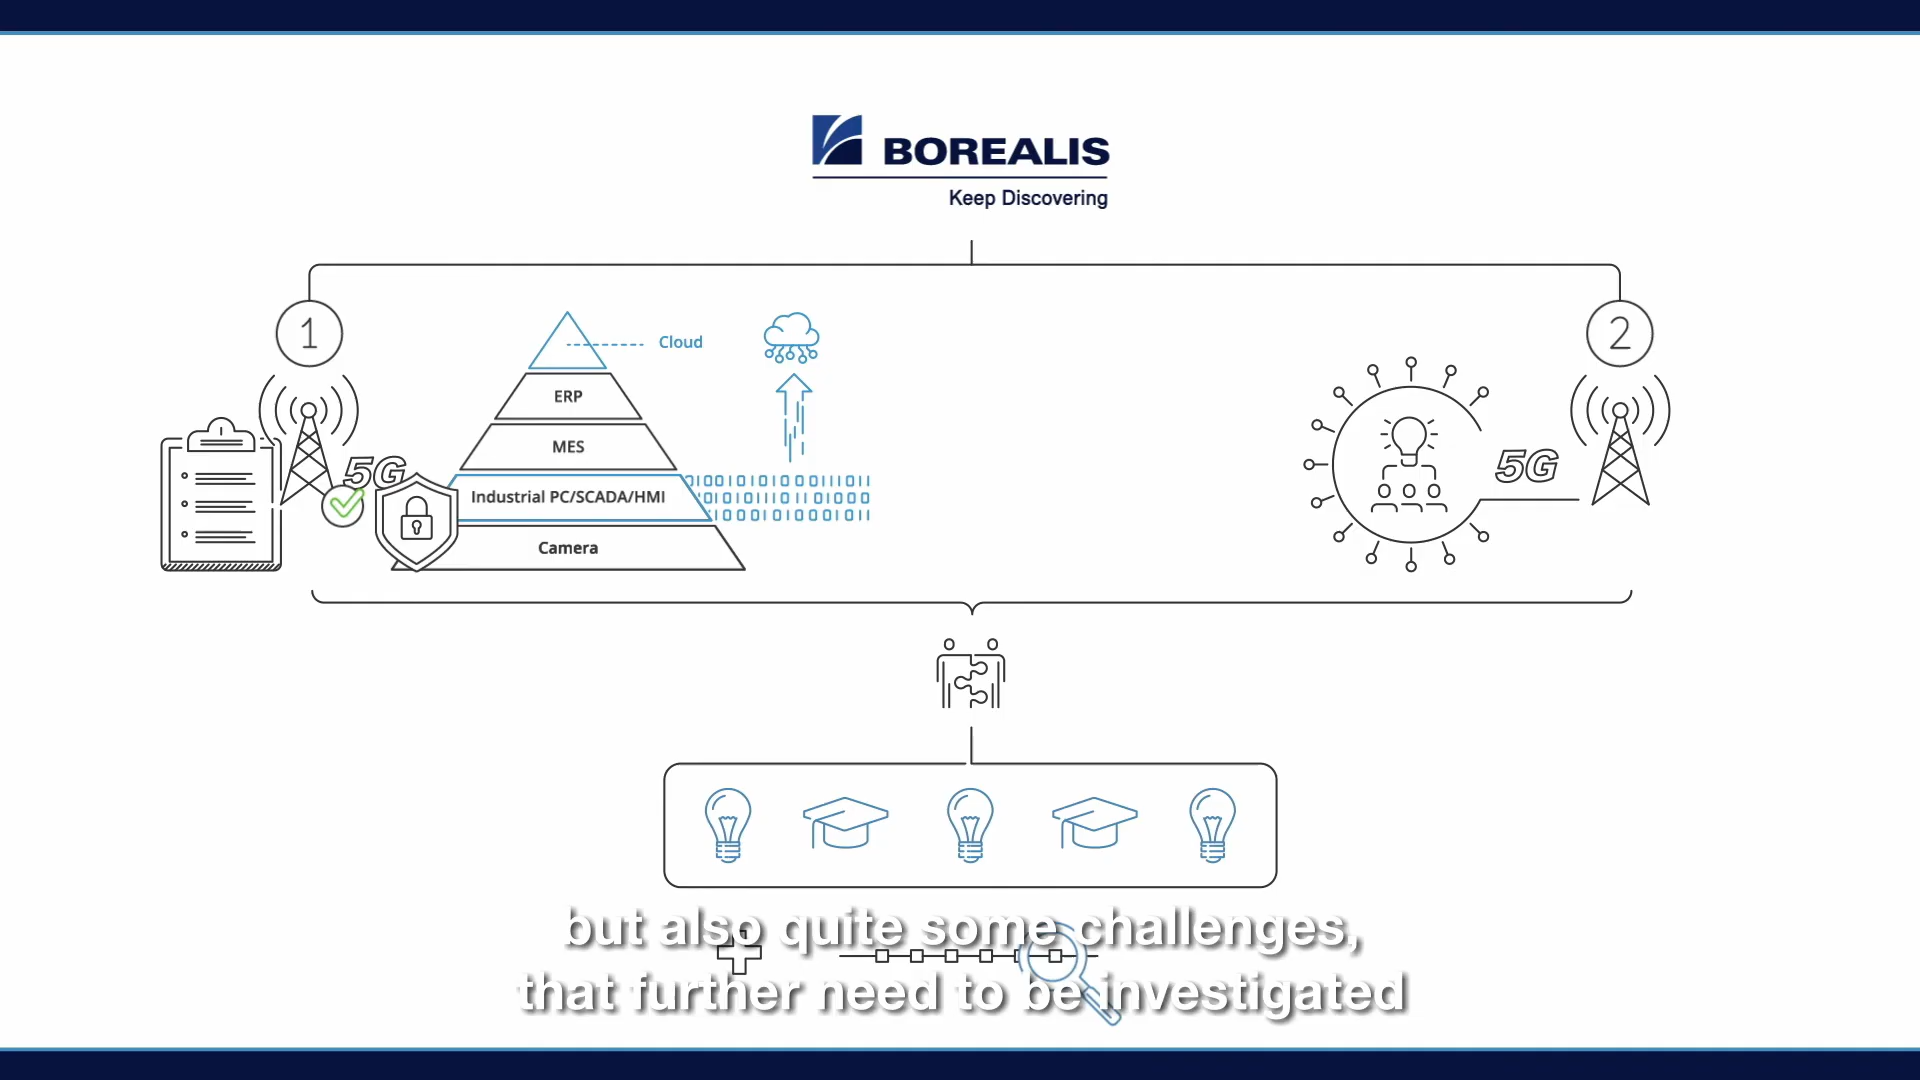 BOREALIS
Keep Discovering
1
2
Cloud
ERP
MES
5G
5G
Industrial PC/SCADA/HMI
Camera
but also quite some challenges,
that further need to be investigated